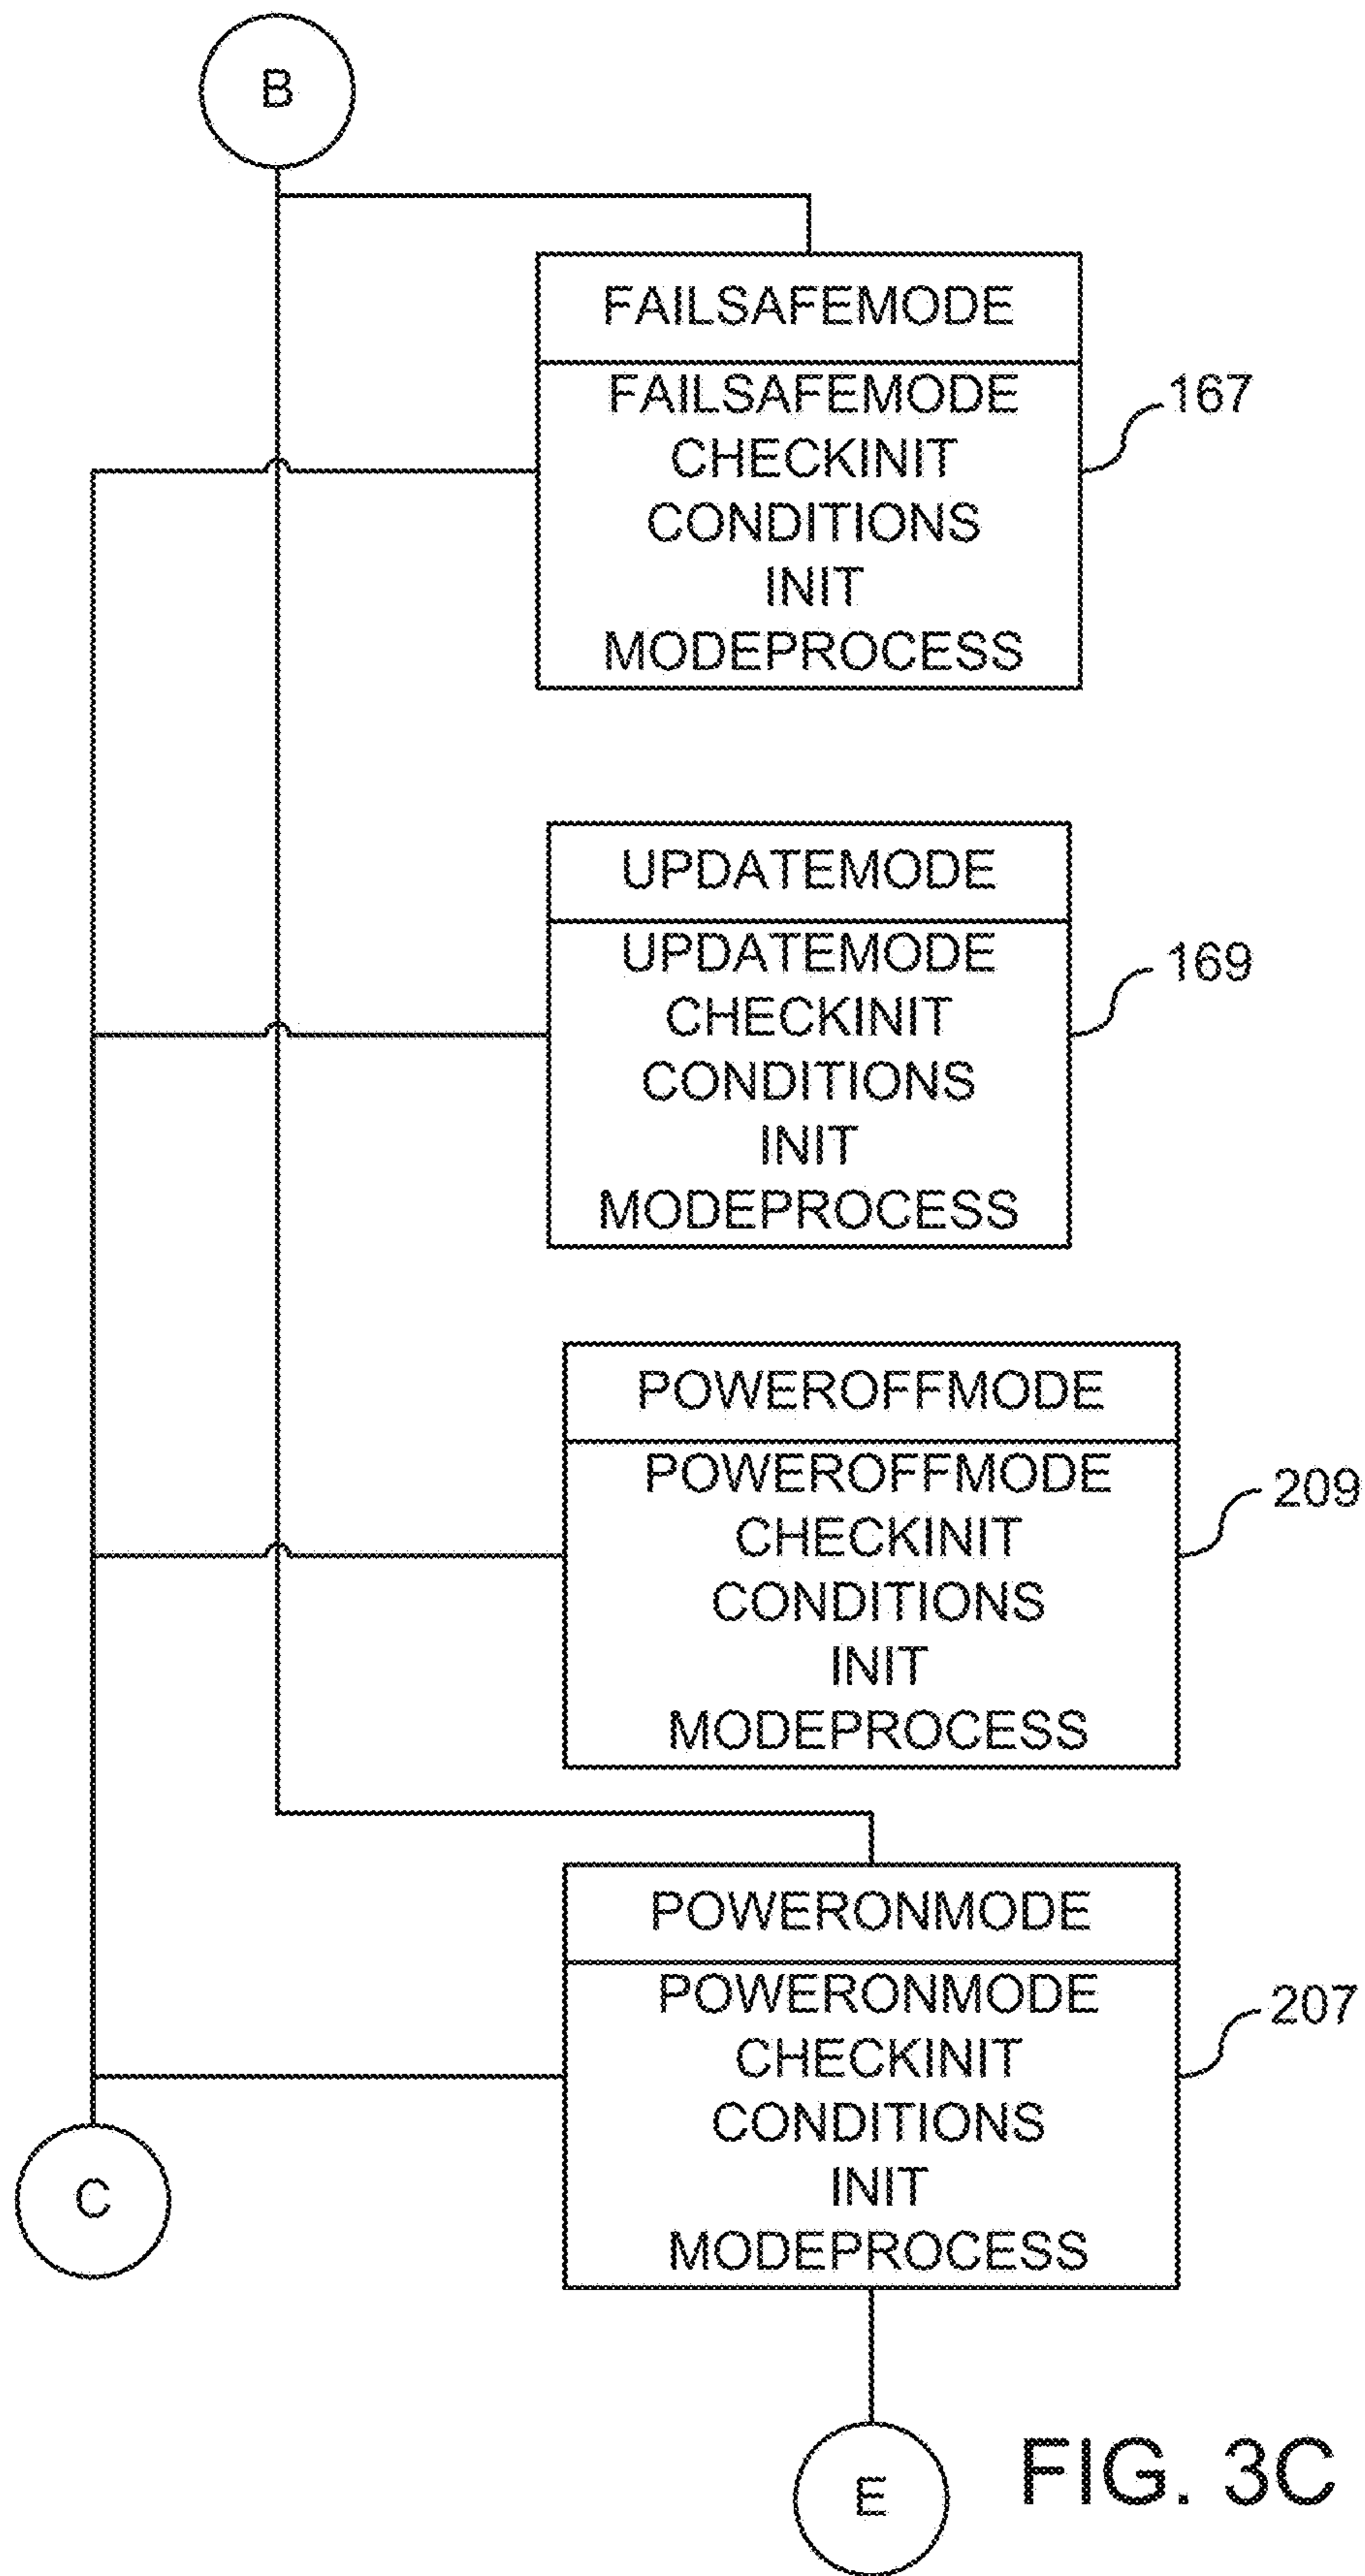 B
FAILSAFEMODE
FAILSAFEMODE
CHECKINIT
CONDITIONS
INIT
MODEPROCESS
167
UPDATEMODE
UPDATEMODE
CHECKINIT
CONDITIONS
INIT
MODEPROCESS
169
POWEROFFMODE
POWEROFFMODE
CHECKINIT
CONDITIONS
INIT
MODEPROCESS
209
POWERONMODE
POWERONMODE
CHECKINIT
CONDITIONS
INIT
MODEPROCESS
207
C
E
FIG. 3C